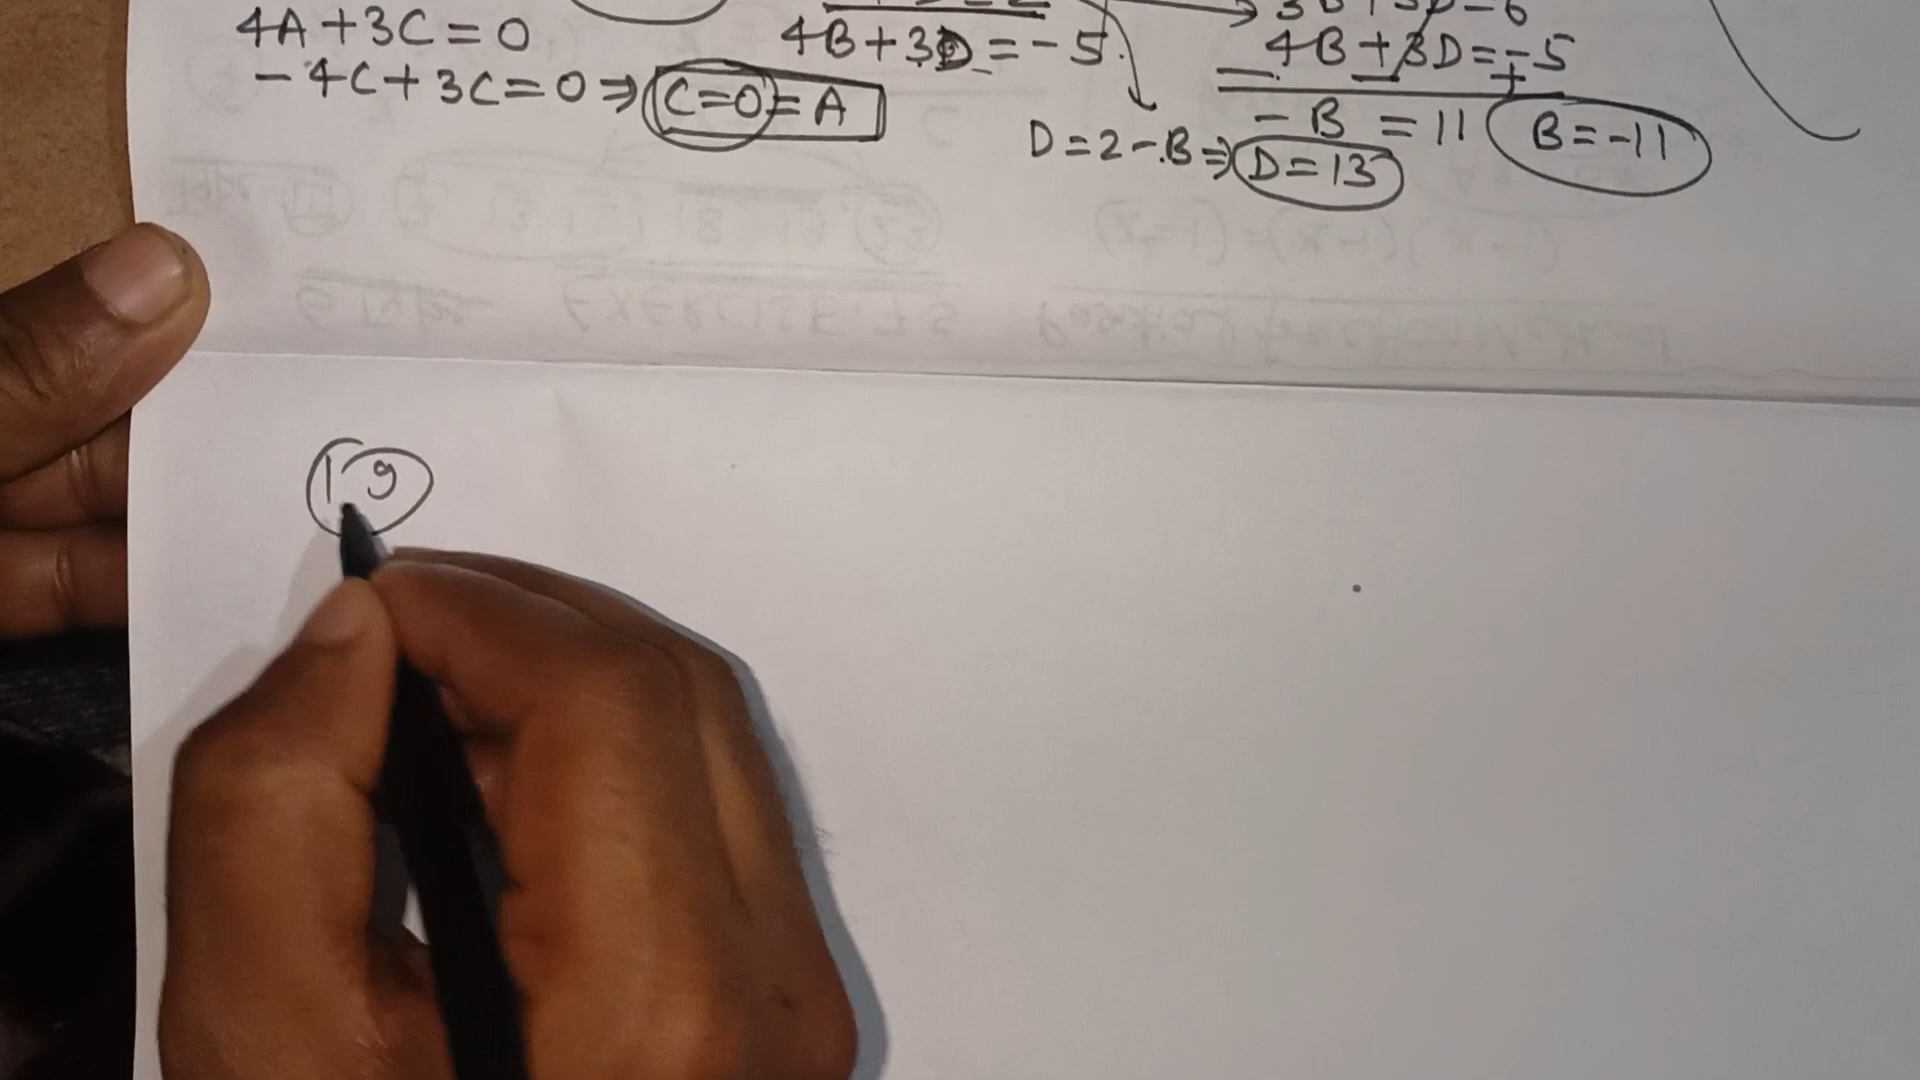 4A+3C=0
-4C+3C=0⇒ C=0=A
4B+3D=-5
4B+3D=-5
-B=11 B=-11
D=2-B⇒ D=13
19